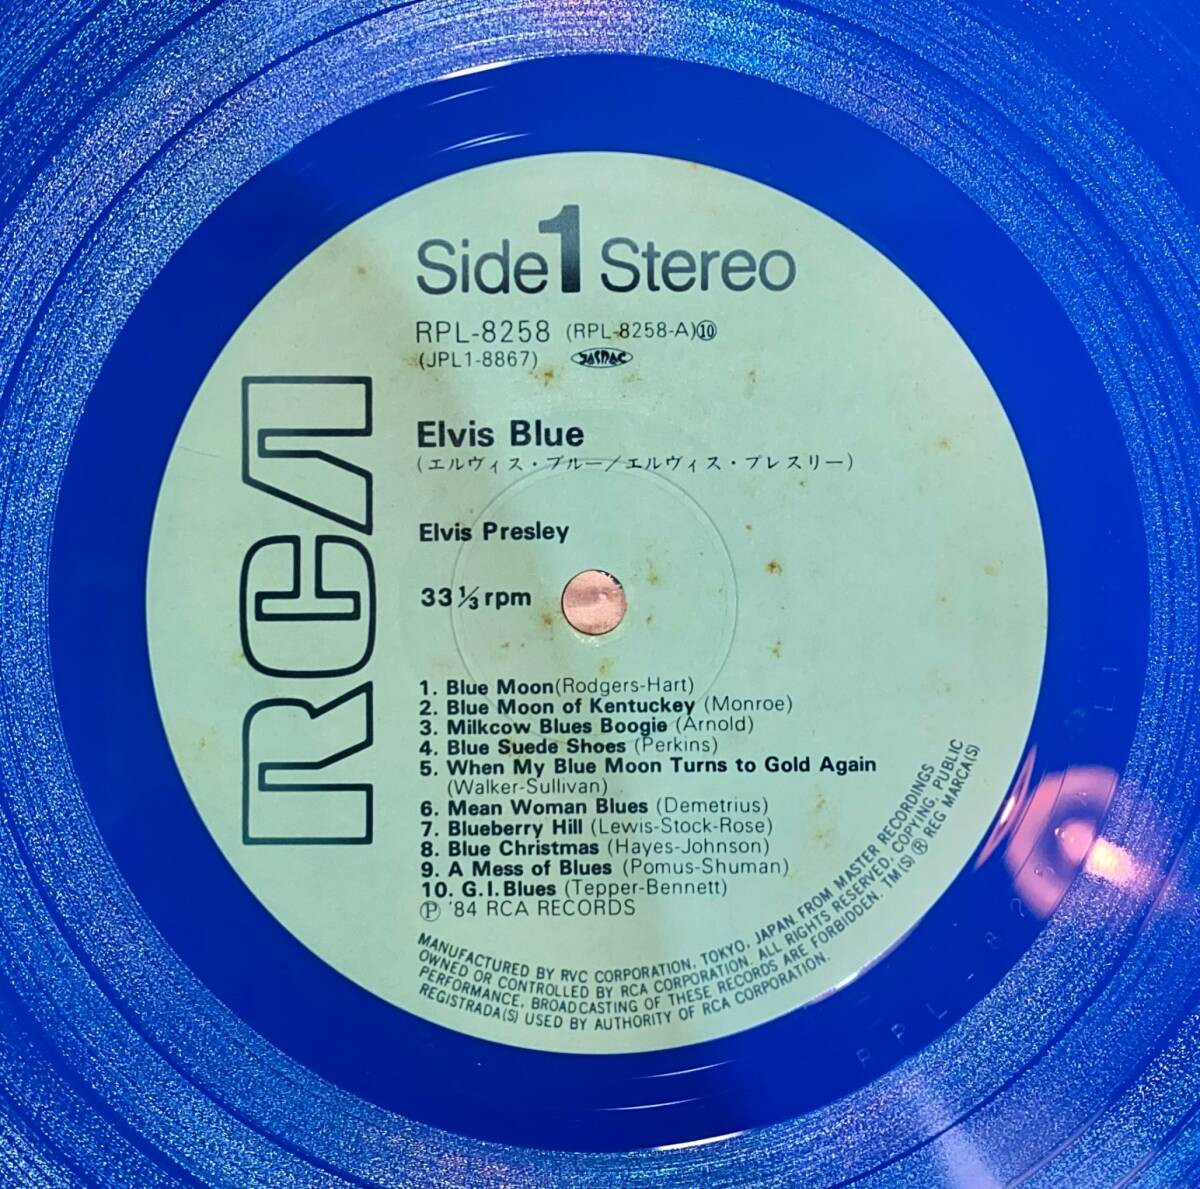 Side 1 Stereo
RPL-8258 (RPL-8258-A)⑩
(JPL1-8867) JASRAC
RCA
Elvis Blue
(エルヴィス・ブルー/エルヴィス・プレスリー)
Elvis Presley
33⅓rpm
1. Blue Moon(Rodgers-Hart)
2. Blue Moon of Kentuckey (Monroe)
3. Milkcow Blues Boogie (Arnold)
4. Blue Suede Shoes (Perkins)
5. When My Blue Moon Turns to Gold Again
(Walker-Sullivan)
6. Mean Woman Blues (Demetrius)
7. Blueberry Hill (Lewis-Stock-Rose)
8. Blue Christmas (Hayes-Johnson)
9. A Mess of Blues (Pomus-Shuman)
10. G.I.Blues (Tepper-Bennett)
Ⓟ '84 RCA RECORDS
MANUFACTURED BY RVC CORPORATION, TOKYO, JAPAN FROM MASTER RECORDINGS
OWNED OR CONTROLLED BY RCA CORPORATION. ALL RIGHTS RESERVED, COPYING, PUBLIC
PERFORMANCE, BROADCASTING OF THESE RECORDS ARE FORBIDDEN. TM(S) ® REG MARCA(S)
REGISTRADA(S) USED BY AUTHORITY OF RCA CORPORATION.